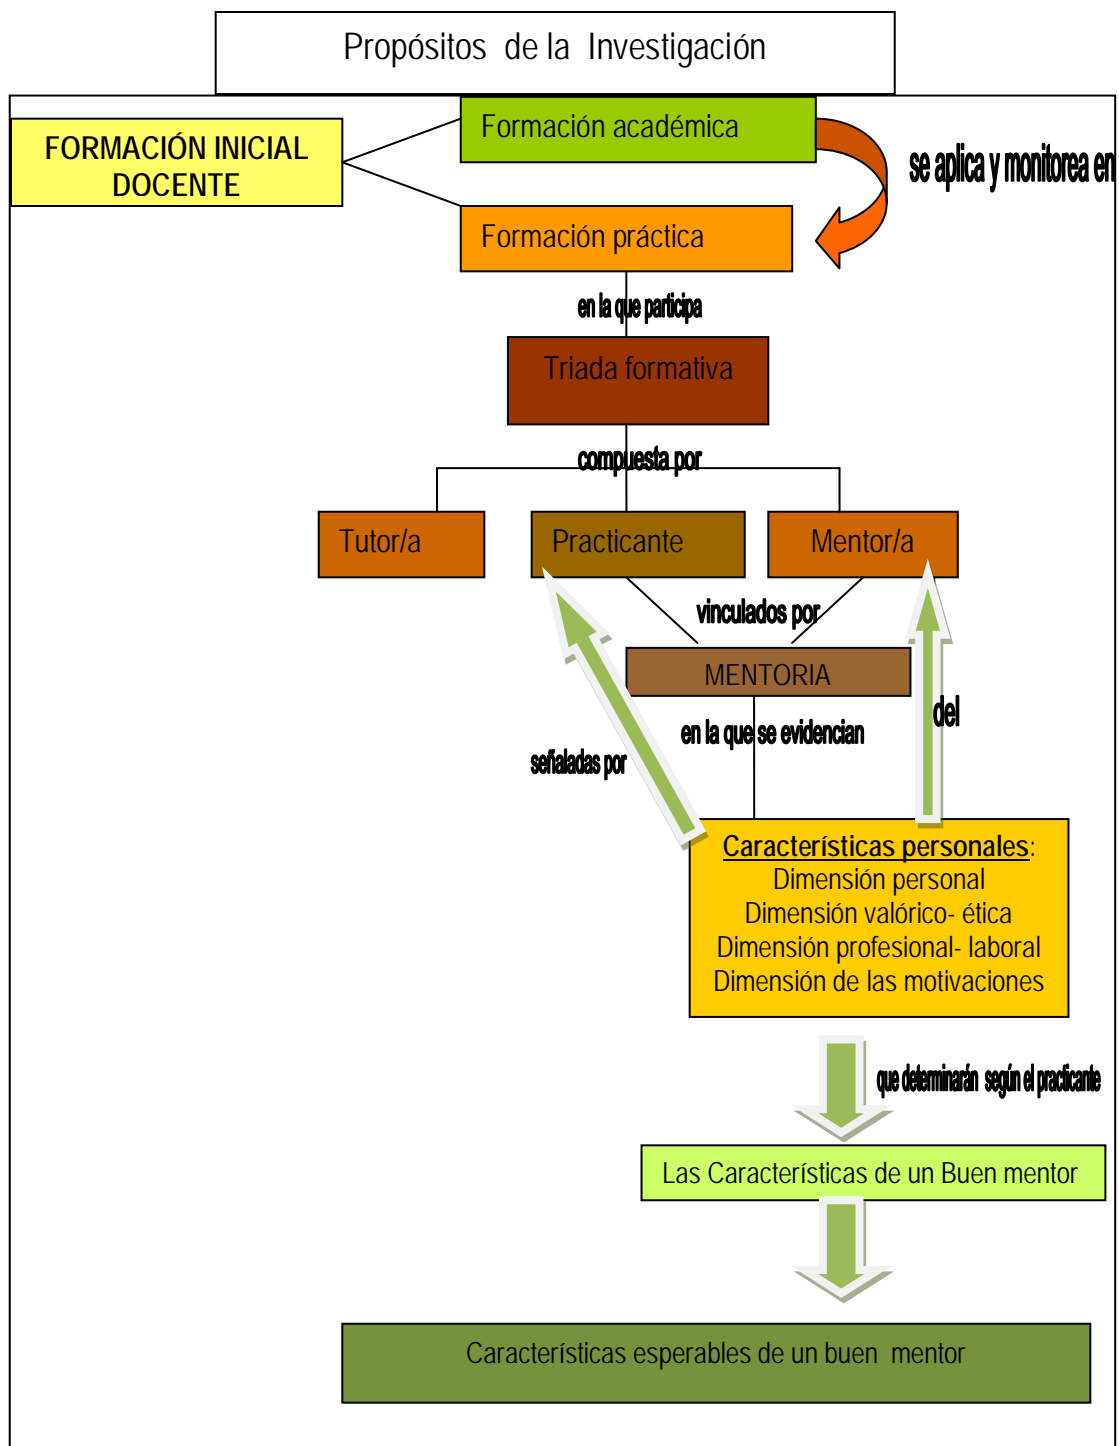 Propósitos de la Investigación
FORMACIÓN INICIAL
DOCENTE
Formación académica
se aplica y monitorea en
Formación práctica
en la que participa
Triada formativa
compuesta por
Tutor/a
Practicante
Mentor/a
vinculados por
MENTORIA
en la que se evidencian
del
señaladas por
Características personales:
Dimensión personal
Dimensión valórico- ética
Dimensión profesional- laboral
Dimensión de las motivaciones
que determinarán según el practicante
Las Características de un Buen mentor
Características esperables de un buen mentor